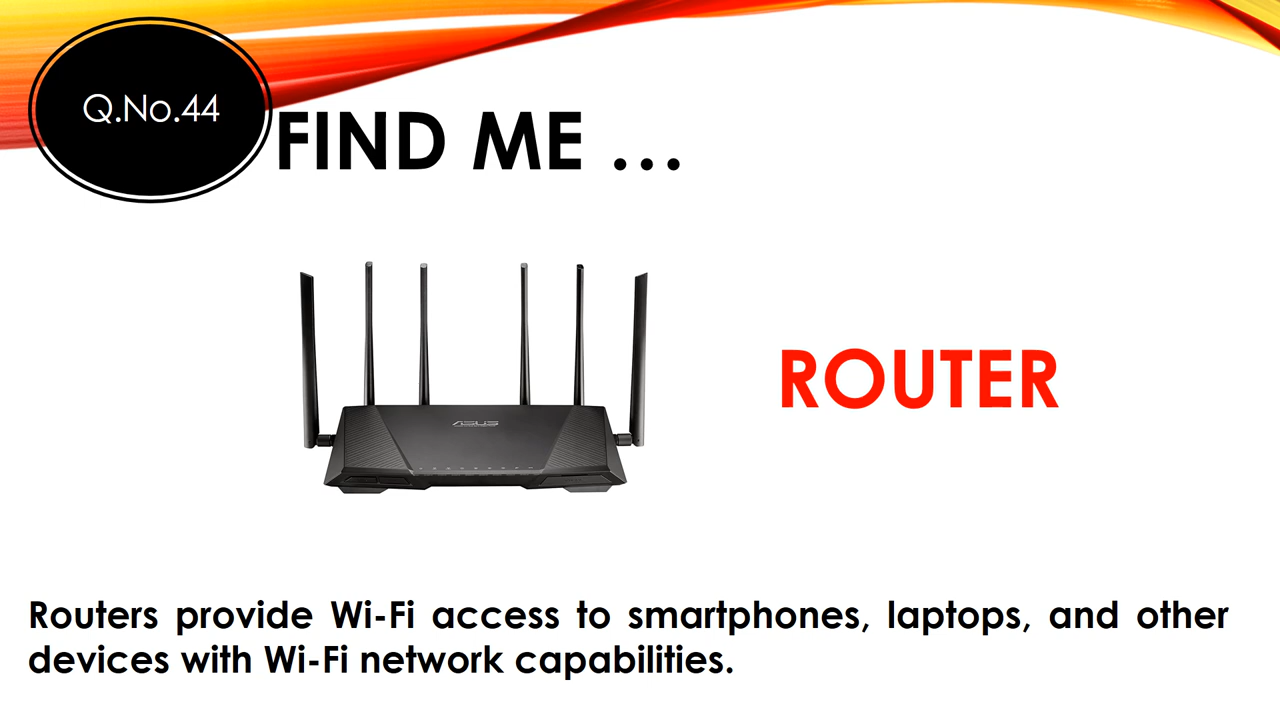 Q.No.44
FIND ME ...
ASUS
ROUTER
Routers provide Wi-Fi access to smartphones, laptops, and other
devices with Wi-Fi network capabilities.